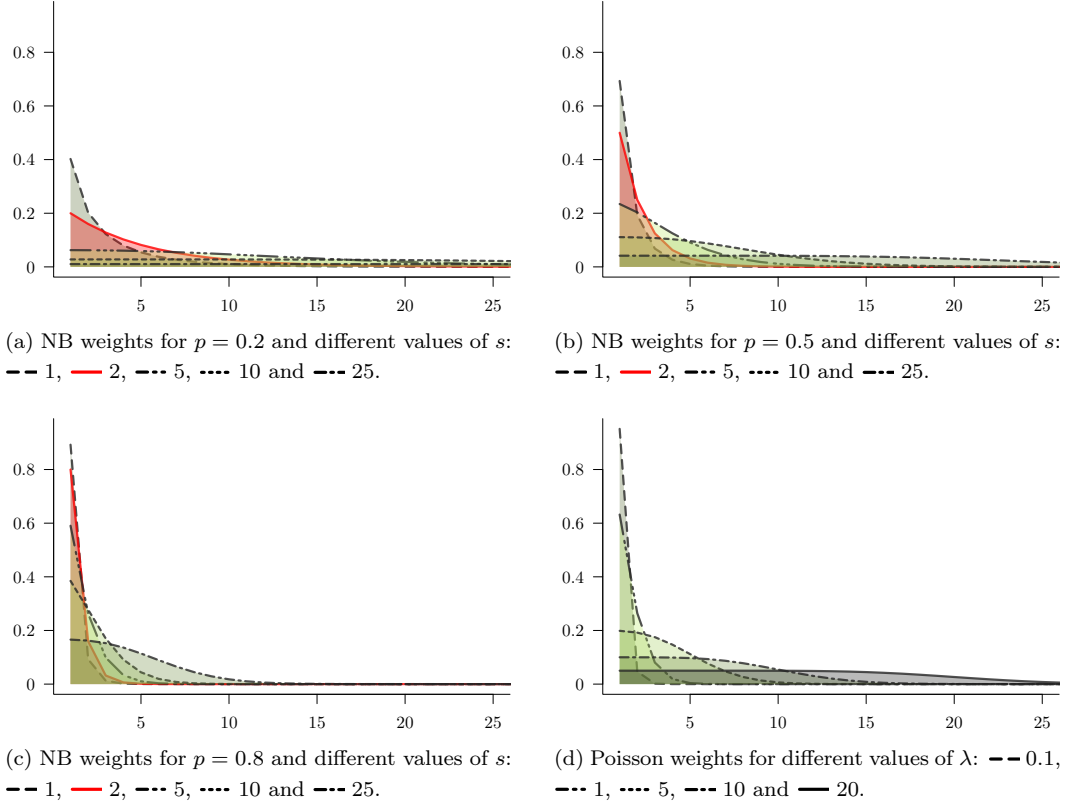 0.8
0.6
0.4
0.2
0
5 10 15 20 25
(a) NB weights for p = 0.2 and different values of s:
1, 2, 5, 10 and 25.
0.8
0.6
0.4
0.2
0
5 10 15 20 25
(b) NB weights for p = 0.5 and different values of s:
1, 2, 5, 10 and 25.
0.8
0.6
0.4
0.2
0
5 10 15 20 25
(c) NB weights for p = 0.8 and different values of s:
1, 2, 5, 10 and 25.
0.8
0.6
0.4
0.2
0
5 10 15 20 25
(d) Poisson weights for different values of λ: 0.1,
1, 5, 10 and 20.